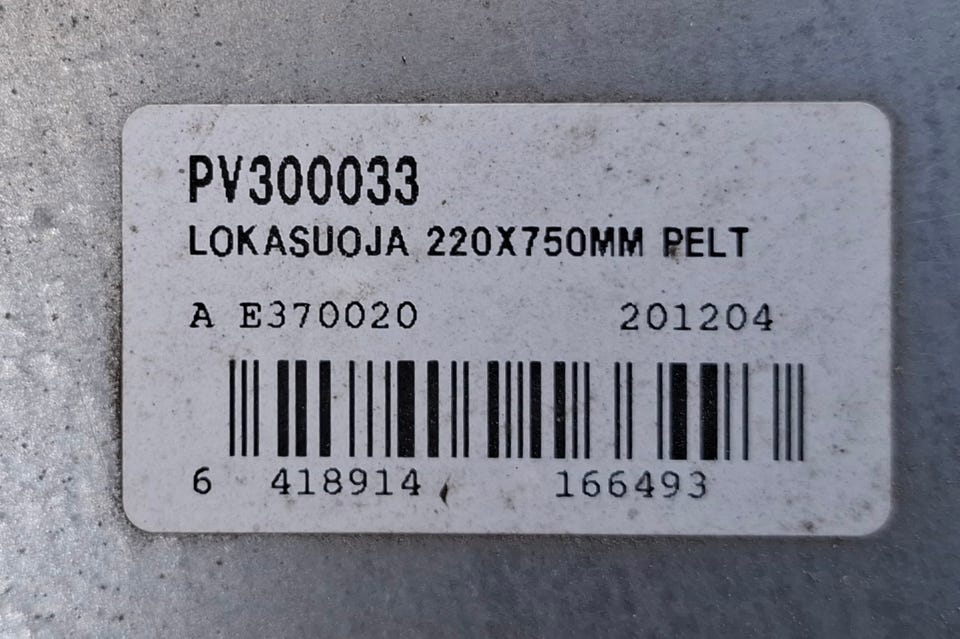 PV300033
LOKASUOJA 220X750MM PELT
A E370020 201204
6 418914 166493